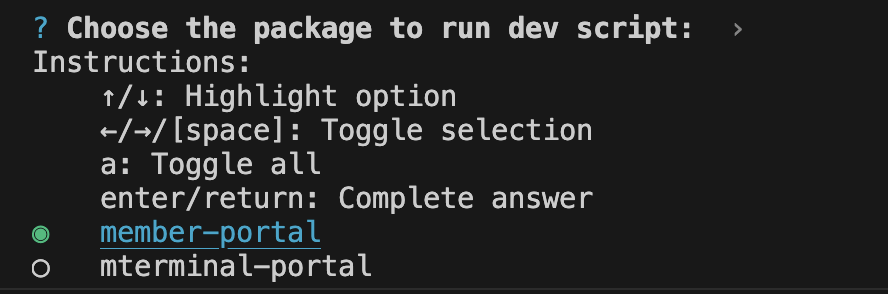 ? Choose the package to run dev script: ›
Instructions:
↑/↓: Highlight option
←/→/[space]: Toggle selection
a: Toggle all
enter/return: Complete answer
◉ member-portal
◯ mterminal-portal